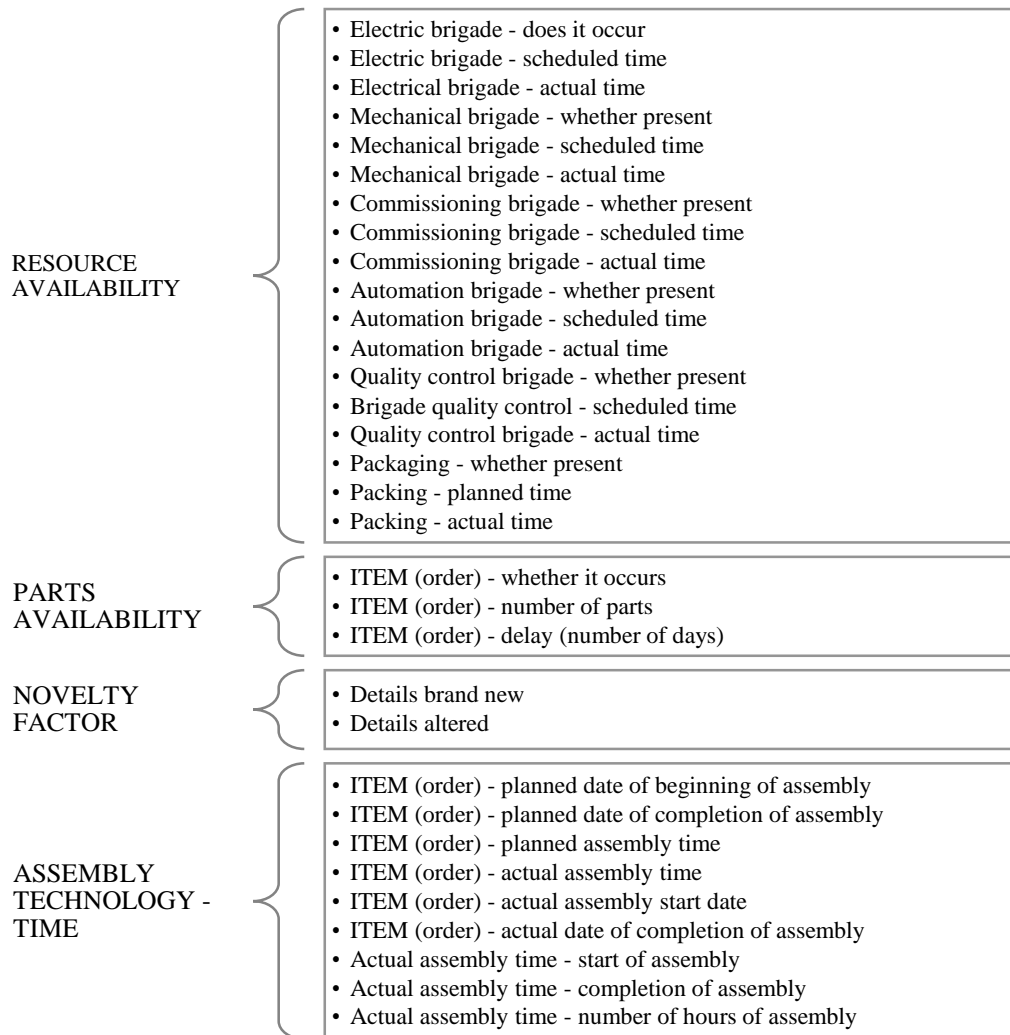 RESOURCE
AVAILABILITY
• Electric brigade - does it occur
• Electric brigade - scheduled time
• Electrical brigade - actual time
• Mechanical brigade - whether present
• Mechanical brigade - scheduled time
• Mechanical brigade - actual time
• Commissioning brigade - whether present
• Commissioning brigade - scheduled time
• Commissioning brigade - actual time
• Automation brigade - whether present
• Automation brigade - scheduled time
• Automation brigade - actual time
• Quality control brigade - whether present
• Brigade quality control - scheduled time
• Quality control brigade - actual time
• Packaging - whether present
• Packing - planned time
• Packing - actual time
PARTS
AVAILABILITY
• ITEM (order) - whether it occurs
• ITEM (order) - number of parts
• ITEM (order) - delay (number of days)
NOVELTY
FACTOR
• Details brand new
• Details altered
ASSEMBLY
TECHNOLOGY -
TIME
• ITEM (order) - planned date of beginning of assembly
• ITEM (order) - planned date of completion of assembly
• ITEM (order) - planned assembly time
• ITEM (order) - actual assembly time
• ITEM (order) - actual assembly start date
• ITEM (order) - actual date of completion of assembly
• Actual assembly time - start of assembly
• Actual assembly time - completion of assembly
• Actual assembly time - number of hours of assembly